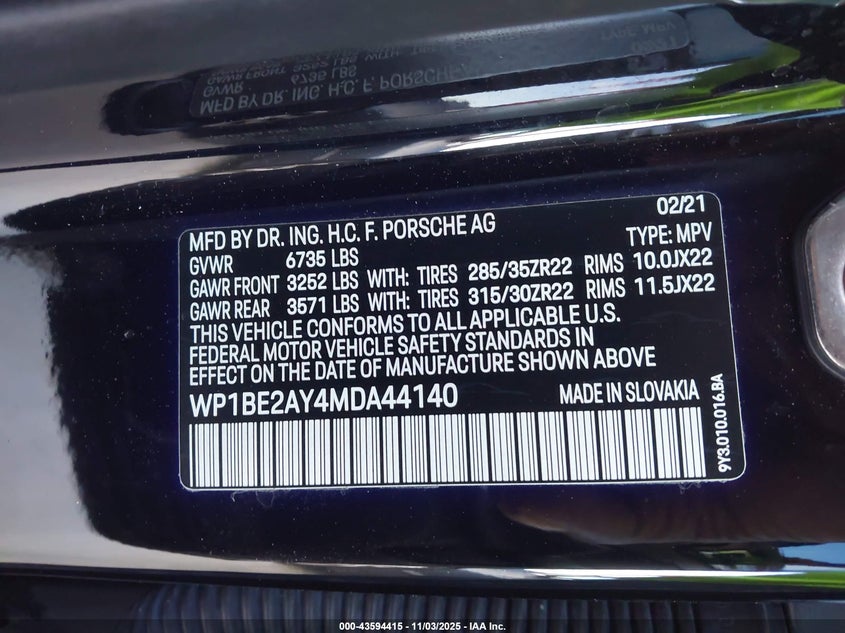 MFD BY DR. ING. H.C. F. PORSCHE AG 02/21
GVWR 6735 LBS TYPE: MPV
GAWR FRONT 3252 LBS WITH: TIRES 285/35ZR22 RIMS 10.0JX22
GAWR REAR 3571 LBS WITH: TIRES 315/30ZR22 RIMS 11.5JX22
THIS VEHICLE CONFORMS TO ALL APPLICABLE U.S.
FEDERAL MOTOR VEHICLE SAFETY STANDARDS IN
EFFECT ON THE DATE OF MANUFACTURE SHOWN ABOVE
WP1BE2AY4MDA44140 MADE IN SLOVAKIA
9Y3.010.016.BA
000-43594415 - 11/03/2025 - IAA Inc.